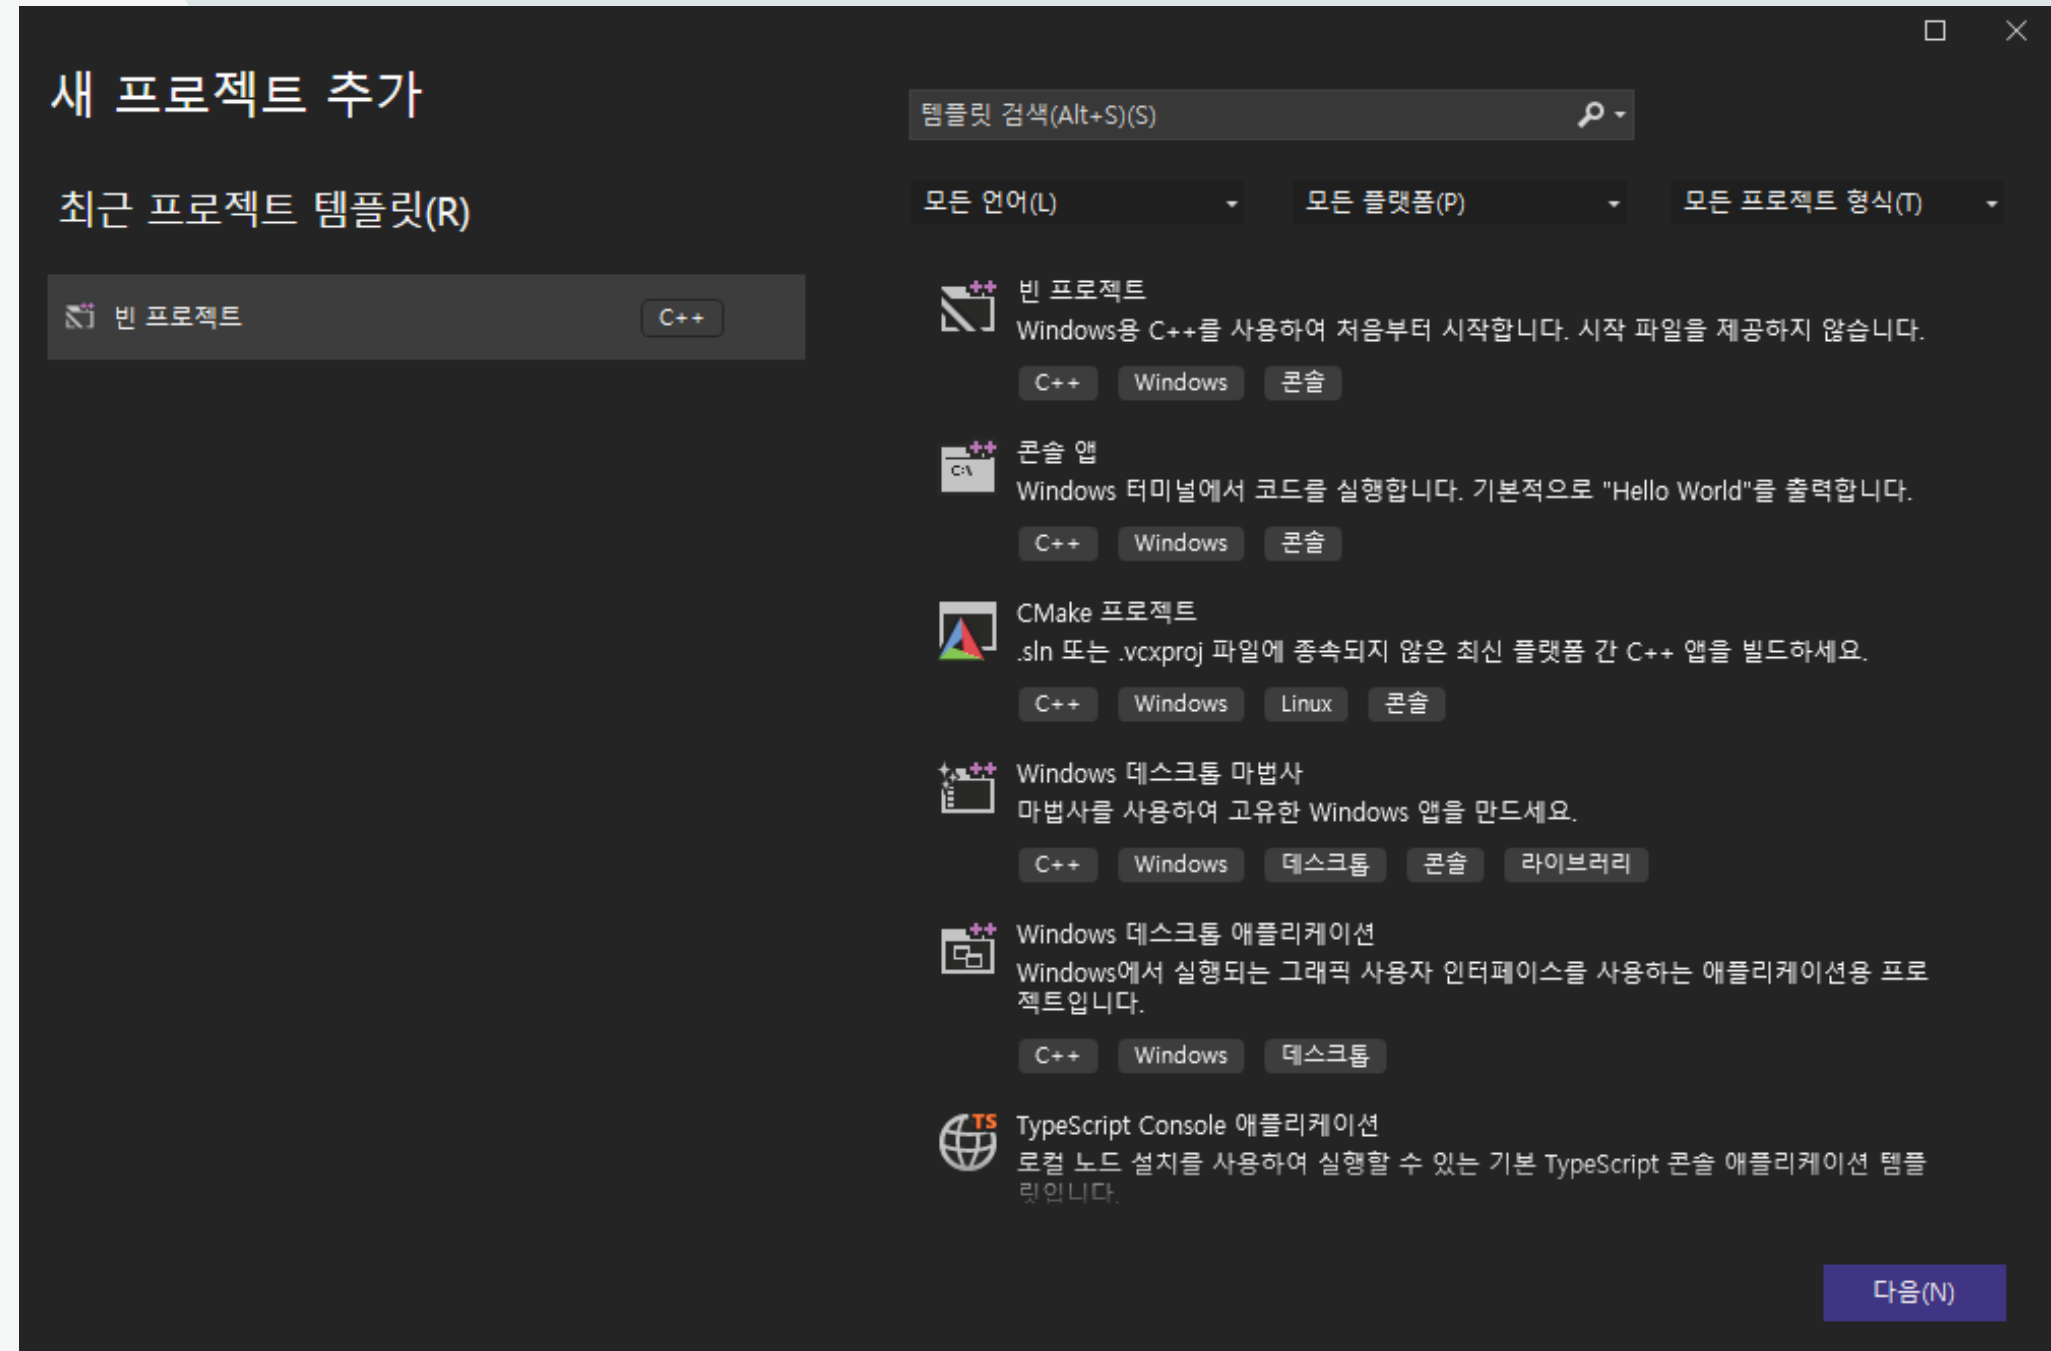 새 프로젝트 추가
템플릿 검색(Alt+S)(S)
최근 프로젝트 템플릿(R)
모든 언어(L)
모든 플랫폼(P)
모든 프로젝트 형식(T)
빈 프로젝트
C++
빈 프로젝트
Windows용 C++를 사용하여 처음부터 시작합니다. 시작 파일을 제공하지 않습니다.
C++ Windows 콘솔
콘솔 앱
C:\
Windows 터미널에서 코드를 실행합니다. 기본적으로 "Hello World"를 출력합니다.
C++ Windows 콘솔
CMake 프로젝트
.sln 또는 .vcxproj 파일에 종속되지 않은 최신 플랫폼 간 C++ 앱을 빌드하세요.
C++ Windows Linux 콘솔
Windows 데스크톱 마법사
마법사를 사용하여 고유한 Windows 앱을 만드세요.
C++ Windows 데스크톱 콘솔 라이브러리
Windows 데스크톱 애플리케이션
Windows에서 실행되는 그래픽 사용자 인터페이스를 사용하는 애플리케이션용 프로
젝트입니다.
C++ Windows 데스크톱
TS
TypeScript Console 애플리케이션
로컬 노드 설치를 사용하여 실행할 수 있는 기본 TypeScript 콘솔 애플리케이션 템플
릿입니다.
다음(N)